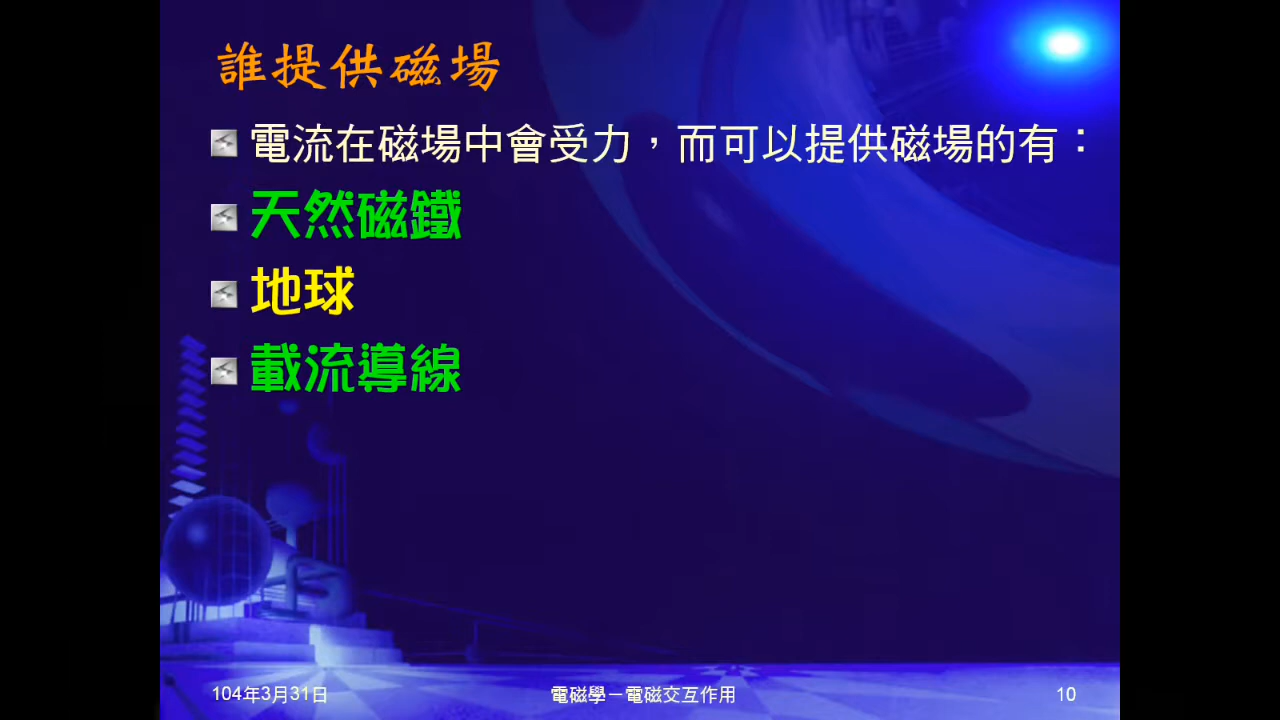 誰提供磁場
電流在磁場中會受力，而可以提供磁場的有：
天然磁鐵
地球
載流導線
104年3月31日
電磁學－電磁交互作用
10